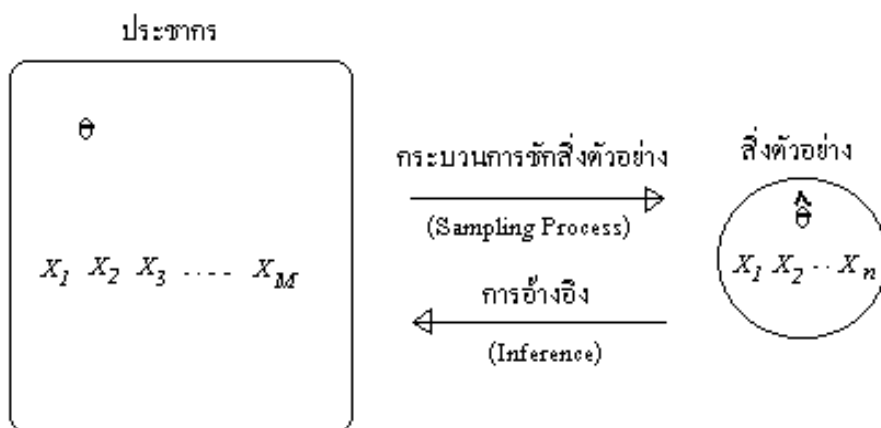 ประชากร
θ
X1 X2 X3 .... XM
กระบวนการชักสิ่งตัวอย่าง
(Sampling Process)
การอ้างอิง
(Inference)
สิ่งตัวอย่าง
θ̂
X1 X2 .. Xn